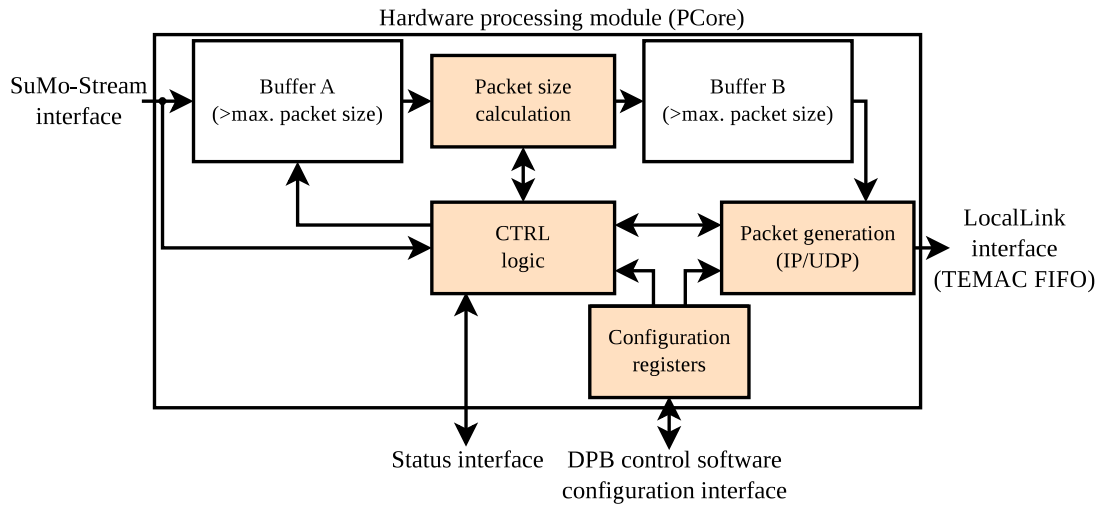 Hardware processing module (PCore)
SuMo-Stream
interface
Buffer A
(>max. packet size)
Packet size
calculation
Buffer B
(>max. packet size)
CTRL
logic
Packet generation
(IP/UDP)
LocalLink
interface
(TEMAC FIFO)
Configuration
registers
Status interface
DPB control software
configuration interface